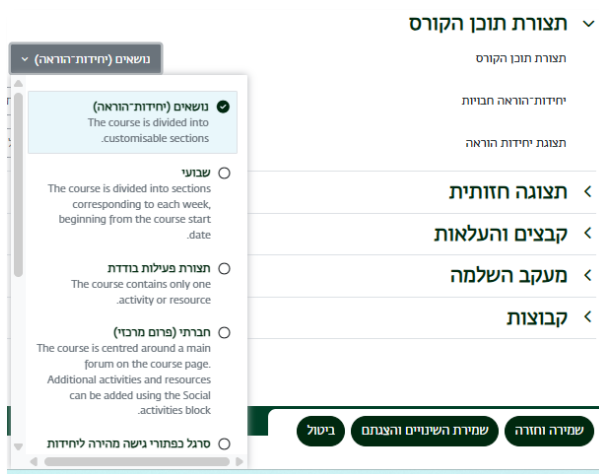 תצורת תוכן הקורס
תצורת תוכן הקורס
נושאים (יחידות־הוראה)
יחידות־הוראה חבויות
תצוגת יחידות הוראה
נושאים (יחידות־הוראה)
The course is divided into
customisable sections.
שבועי
The course is divided into sections
corresponding to each week,
beginning from the course start
date.
תצורת פעילות בודדת
The course contains only one
activity or resource.
חברתי (פרום מרכזי)
The course is centred around a main
forum on the course page.
Additional activities and resources
can be added using the Social
activities block.
סרגל כפתורי גישה מהירה ליחידות
תצוגה חזותית
קבצים והעלאות
מעקב השלמה
קבוצות
שמירה וחזרה
שמירת השינויים והצגתם
ביטול